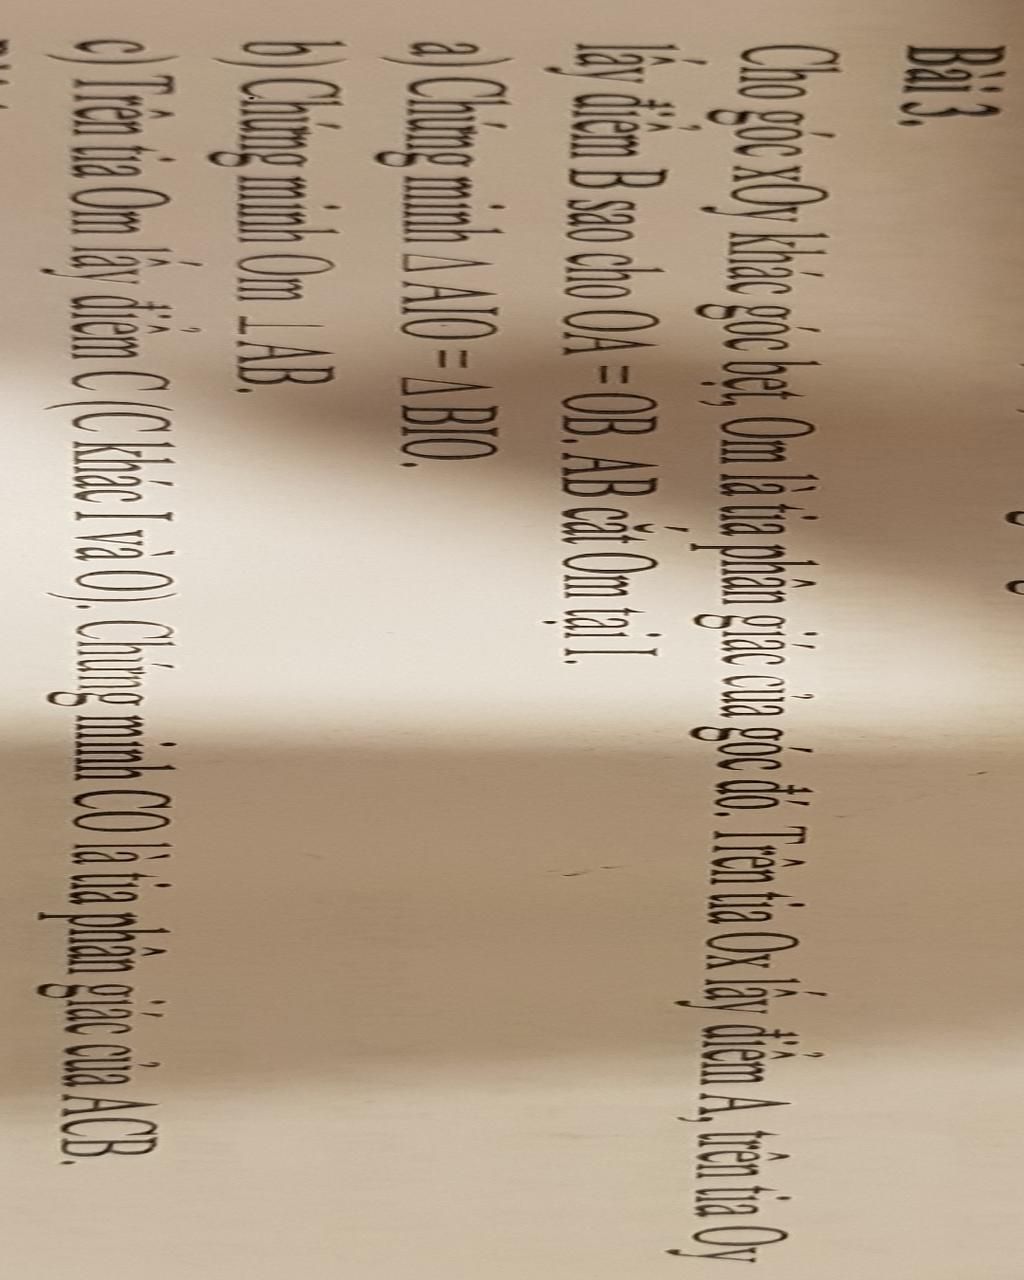 Bài 3.
Cho góc xOy khác góc bẹt, Om là tia phân giác của góc đó. Trên tia Ox lấy điểm A, trên tia Oy
lấy điểm B sao cho OA = OB. AB cắt Om tại I.
a) Chứng minh Δ AIO = Δ BIO.
b) Chứng minh Om ⊥ AB.
c) Trên tia Om lấy điểm C (C khác I và O). Chứng minh CO là tia phân giác của ACB.